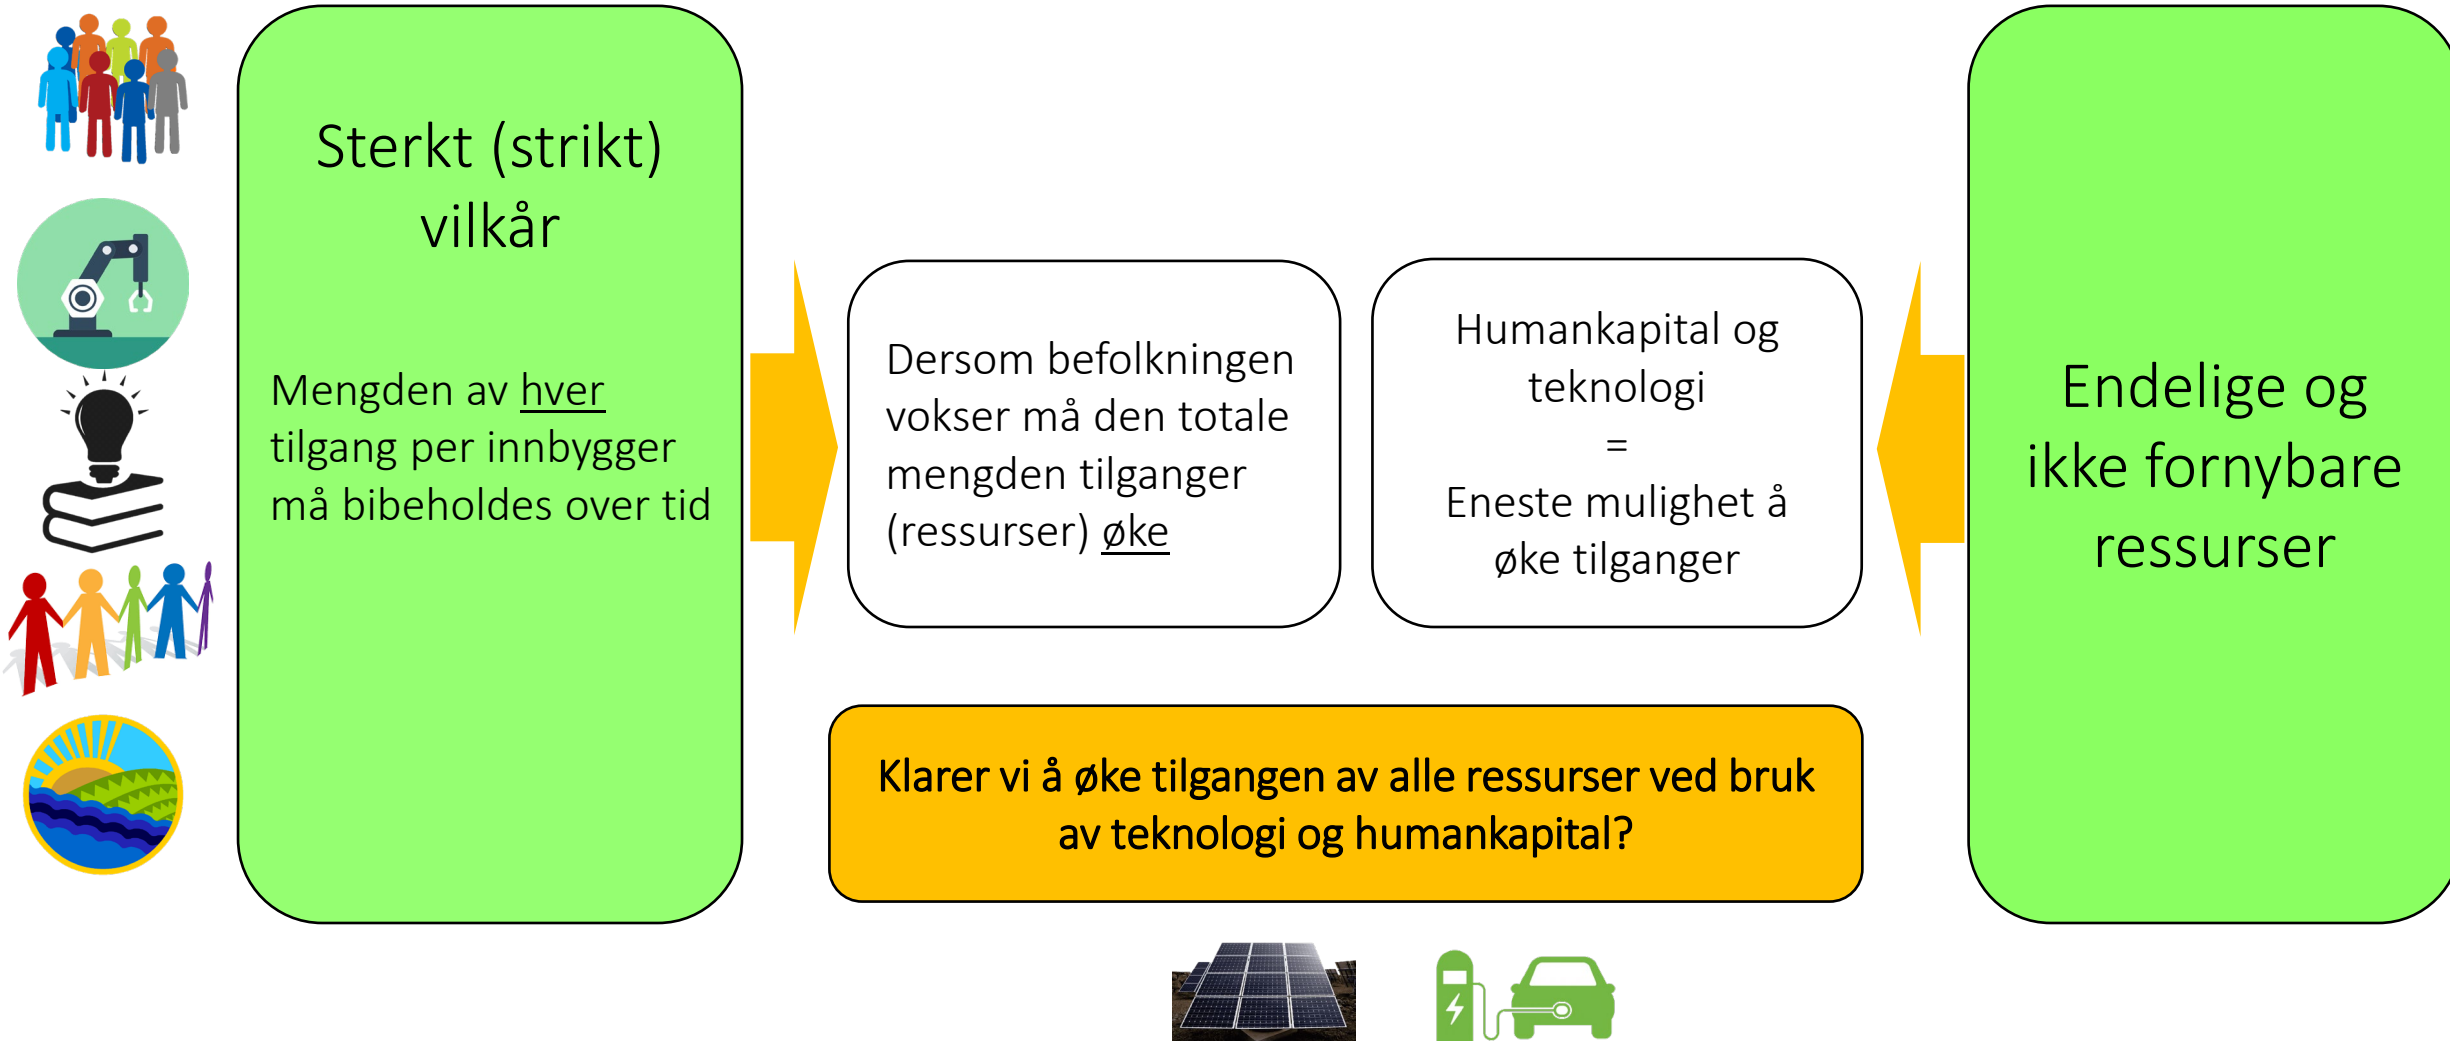 Sterkt (strikt)
vilkår
Mengden av hver
tilgang per innbygger
må bibeholdes over tid
Dersom befolkningen
vokser må den totale
mengden tilganger
(ressurser) øke
Humankapital og
teknologi
=
Eneste mulighet å
øke tilganger
Endelige og
ikke fornybare
ressurser
Klarer vi å øke tilgangen av alle ressurser ved bruk
av teknologi og humankapital?